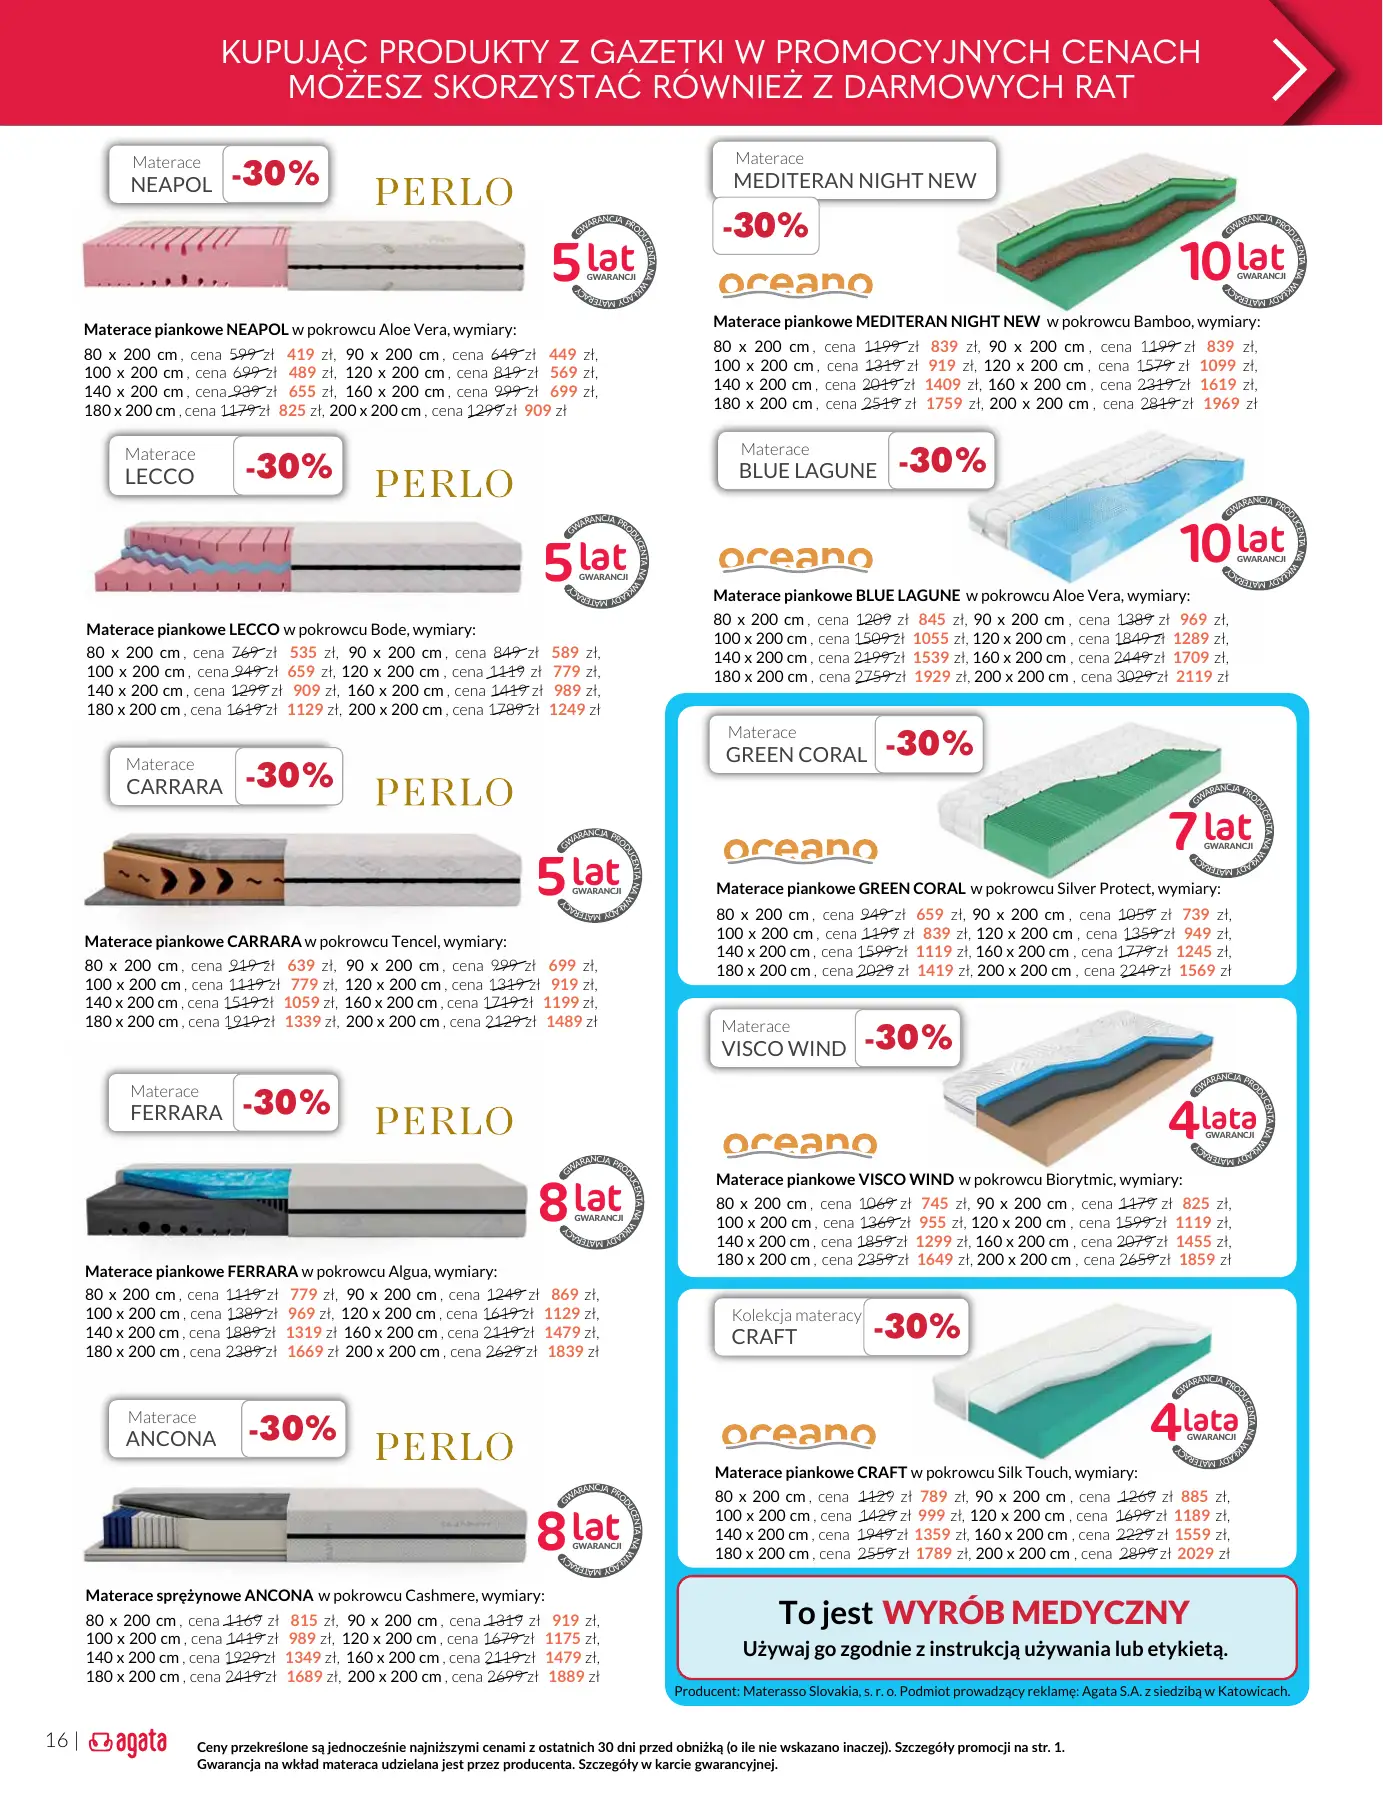 KUPUJĄC PRODUKTY Z GAZETKI W PROMOCYJNYCH CENACH
MOŻESZ SKORZYSTAĆ RÓWNIEŻ Z DARMOWYCH RAT
Materace
NEAPOL
-30%
PERLO
GWARANCJA PRODUCENTA NA WKŁADY MATERACY
5 lat
GWARANCJI
Materace piankowe NEAPOL w pokrowcu Aloe Vera, wymiary:
80 x 200 cm, cena 599 zł 419 zł, 90 x 200 cm, cena 649 zł 449 zł,
100 x 200 cm, cena 699 zł 489 zł, 120 x 200 cm, cena 819 zł 569 zł,
140 x 200 cm, cena 939 zł 655 zł, 160 x 200 cm, cena 999 zł 699 zł,
180 x 200 cm, cena 1179 zł 825 zł, 200 x 200 cm, cena 1299 zł 909 zł
Materace
LECCO
-30%
PERLO
GWARANCJA PRODUCENTA NA WKŁADY MATERACY
5 lat
GWARANCJI
Materace piankowe LECCO w pokrowcu Bode, wymiary:
80 x 200 cm, cena 769 zł 535 zł, 90 x 200 cm, cena 849 zł 589 zł,
100 x 200 cm, cena 949 zł 659 zł, 120 x 200 cm, cena 1119 zł 779 zł,
140 x 200 cm, cena 1299 zł 909 zł, 160 x 200 cm, cena 1419 zł 989 zł,
180 x 200 cm, cena 1619 zł 1129 zł, 200 x 200 cm, cena 1789 zł 1249 zł
Materace
CARRARA
-30%
PERLO
GWARANCJA PRODUCENTA NA WKŁADY MATERACY
5 lat
GWARANCJI
Materace piankowe CARRARA w pokrowcu Tencel, wymiary:
80 x 200 cm, cena 919 zł 639 zł, 90 x 200 cm, cena 999 zł 699 zł,
100 x 200 cm, cena 1119 zł 779 zł, 120 x 200 cm, cena 1319 zł 919 zł,
140 x 200 cm, cena 1519 zł 1059 zł, 160 x 200 cm, cena 1719 zł 1199 zł,
180 x 200 cm, cena 1919 zł 1339 zł, 200 x 200 cm, cena 2129 zł 1489 zł
Materace
FERRARA
-30%
PERLO
GWARANCJA PRODUCENTA NA WKŁADY MATERACY
8 lat
GWARANCJI
Materace piankowe FERRARA w pokrowcu Algua, wymiary:
80 x 200 cm, cena 1119 zł 779 zł, 90 x 200 cm, cena 1249 zł 869 zł,
100 x 200 cm, cena 1389 zł 969 zł, 120 x 200 cm, cena 1619 zł 1129 zł,
140 x 200 cm, cena 1889 zł 1319 zł 160 x 200 cm, cena 2119 zł 1479 zł,
180 x 200 cm, cena 2389 zł 1669 zł 200 x 200 cm, cena 2629 zł 1839 zł
Materace
ANCONA
-30%
PERLO
GWARANCJA PRODUCENTA NA WKŁADY MATERACY
8 lat
GWARANCJI
Materace sprężynowe ANCONA w pokrowcu Cashmere, wymiary:
80 x 200 cm, cena 1169 zł 815 zł, 90 x 200 cm, cena 1319 zł 919 zł,
100 x 200 cm, cena 1419 zł 989 zł, 120 x 200 cm, cena 1679 zł 1175 zł,
140 x 200 cm, cena 1929 zł 1349 zł, 160 x 200 cm, cena 2119 zł 1479 zł,
180 x 200 cm, cena 2419 zł 1689 zł, 200 x 200 cm, cena 2699 zł 1889 zł
Materace
MEDITERAN NIGHT NEW
-30%
oceano
GWARANCJA PRODUCENTA NA WKŁADY MATERACY
10 lat
GWARANCJI
Materace piankowe MEDITERAN NIGHT NEW w pokrowcu Bamboo, wymiary:
80 x 200 cm, cena 1199 zł 839 zł, 90 x 200 cm, cena 1199 zł 839 zł,
100 x 200 cm, cena 1319 zł 919 zł, 120 x 200 cm, cena 1579 zł 1099 zł,
140 x 200 cm, cena 2019 zł 1409 zł, 160 x 200 cm, cena 2319 zł 1619 zł,
180 x 200 cm, cena 2519 zł 1759 zł, 200 x 200 cm, cena 2819 zł 1969 zł
Materace
BLUE LAGUNE
-30%
oceano
GWARANCJA PRODUCENTA NA WKŁADY MATERACY
10 lat
GWARANCJI
Materace piankowe BLUE LAGUNE w pokrowcu Aloe Vera, wymiary:
80 x 200 cm, cena 1209 zł 845 zł, 90 x 200 cm, cena 1389 zł 969 zł,
100 x 200 cm, cena 1509 zł 1055 zł, 120 x 200 cm, cena 1849 zł 1289 zł,
140 x 200 cm, cena 2199 zł 1539 zł, 160 x 200 cm, cena 2449 zł 1709 zł,
180 x 200 cm, cena 2759 zł 1929 zł, 200 x 200 cm, cena 3029 zł 2119 zł
Materace
GREEN CORAL
-30%
oceano
GWARANCJA PRODUCENTA NA WKŁADY MATERACY
7 lat
GWARANCJI
Materace piankowe GREEN CORAL w pokrowcu Silver Protect, wymiary:
80 x 200 cm, cena 949 zł 659 zł, 90 x 200 cm, cena 1059 zł 739 zł,
100 x 200 cm, cena 1199 zł 839 zł, 120 x 200 cm, cena 1359 zł 949 zł,
140 x 200 cm, cena 1599 zł 1119 zł, 160 x 200 cm, cena 1779 zł 1245 zł,
180 x 200 cm, cena 2029 zł 1419 zł, 200 x 200 cm, cena 2249 zł 1569 zł
Materace
VISCO WIND
-30%
oceano
GWARANCJA PRODUCENTA NA WKŁADY MATERACY
4 lata
GWARANCJI
Materace piankowe VISCO WIND w pokrowcu Biorytmic, wymiary:
80 x 200 cm, cena 1069 zł 745 zł, 90 x 200 cm, cena 1179 zł 825 zł,
100 x 200 cm, cena 1369 zł 955 zł, 120 x 200 cm, cena 1599 zł 1119 zł,
140 x 200 cm, cena 1859 zł 1299 zł, 160 x 200 cm, cena 2079 zł 1455 zł,
180 x 200 cm, cena 2359 zł 1649 zł, 200 x 200 cm, cena 2659 zł 1859 zł
Kolekcja materacy
CRAFT
-30%
oceano
GWARANCJA PRODUCENTA NA WKŁADY MATERACY
4 lata
GWARANCJI
Materace piankowe CRAFT w pokrowcu Silk Touch, wymiary:
80 x 200 cm, cena 1129 zł 789 zł, 90 x 200 cm, cena 1269 zł 885 zł,
100 x 200 cm, cena 1429 zł 999 zł, 120 x 200 cm, cena 1699 zł 1189 zł,
140 x 200 cm, cena 1949 zł 1359 zł, 160 x 200 cm, cena 2229 zł 1559 zł,
180 x 200 cm, cena 2559 zł 1789 zł, 200 x 200 cm, cena 2899 zł 2029 zł
To jest WYRÓB MEDYCZNY
Używaj go zgodnie z instrukcją używania lub etykietą.
Producent: Materasso Slovakia, s. r. o. Podmiot prowadzący reklamę: Agata S.A. z siedzibą w Katowicach.
16 | agata
Ceny przekreślone są jednocześnie najniższymi cenami z ostatnich 30 dni przed obniżką (o ile nie wskazano inaczej). Szczegóły promocji na str. 1.
Gwarancja na wkład materaca udzielana jest przez producenta. Szczegóły w karcie gwarancyjnej.